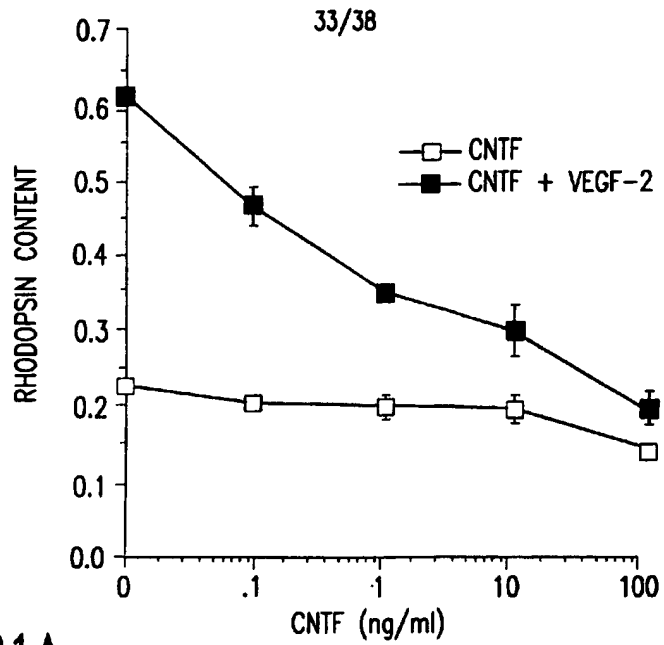 33/38
0.7
0.6
0.5
0.4
0.3
0.2
0.1
0.0
RHODOPSIN CONTENT
CNTF
CNTF + VEGF-2
0 .1 .1 10 100
CNTF (ng/ml)